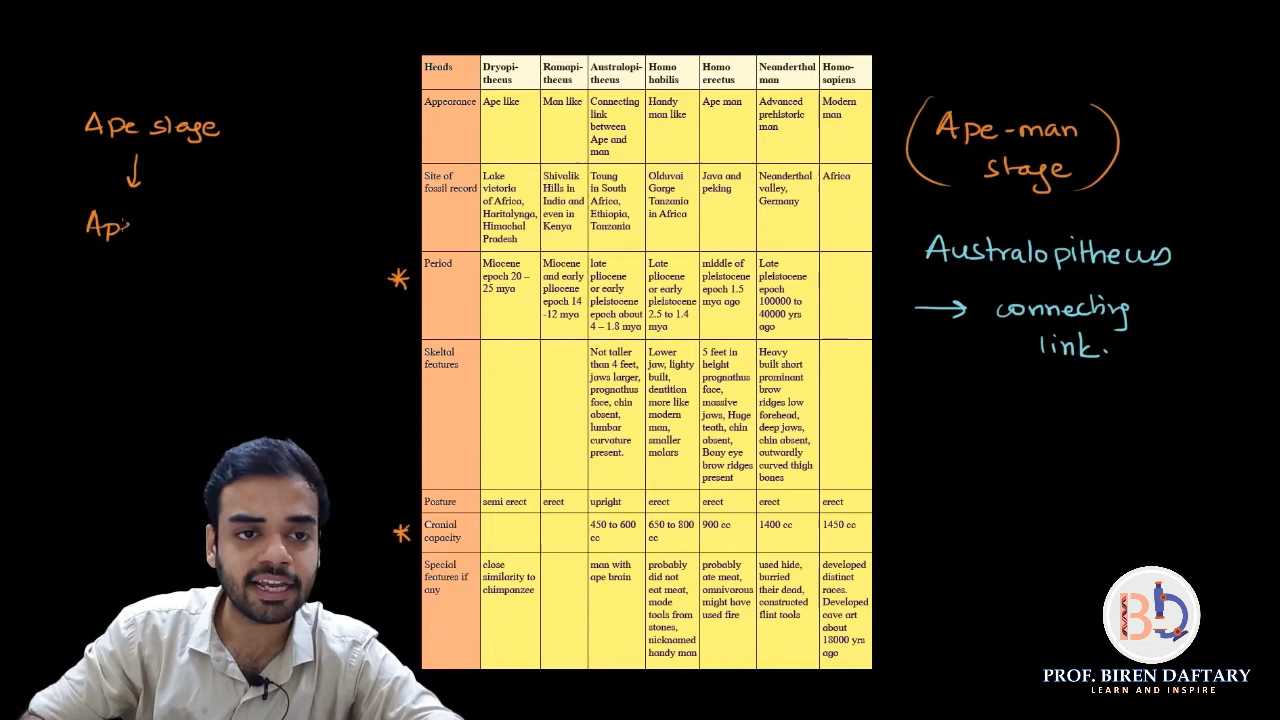 Ape stage
Ap
Heads
Dryopi-
thecus
Ramapi-
thecus
Australopi-
thecus
Homo
habilis
Homo
erectus
Neanderthal
man
Homo-
sapiens
Appearance
Ape like
Man like
Connecting
link
between
Ape and
man
Handy
man like
Ape man
Advanced
prehistoric
man
Modern
man
Site of
fossil record
Lake
victoria
of Africa,
Haritalynga,
Himachal
Pradesh
Shivalik
Hills in
India and
even in
Kenya
Toung
in South
Africa,
Ethiopia,
Tanzania
Olduvai
Gorge
Tanzania
in Africa
Java and
peking
Neanderthal
valley,
Germany
Africa
Period
Miocene
epoch 20 –
25 mya
Miocene
and early
pliocene
epoch 14
-12 mya
late
pliocene
or early
pleistocene
epoch about
4 – 1.8 mya
Late
pliocene
or early
pleistocene
2.5 to 1.4
mya
middle of
pleistocene
epoch 1.5
mya ago
Late
pleistocene
epoch
100000 to
40000 yrs
ago
Skeltal
features
Not taller
than 4 feet,
jaws larger,
prognathus
face, chin
absent,
lumbar
curvature
present.
Lower
jaw, lighty
built,
dentition
more like
modern
man,
smaller
molars
5 feet in
height
prognathus
face,
massive
jaws, Huge
teath, chin
absent,
Bony eye
brow ridges
present
Heavy
built short
prominant
brow
ridges low
forehead,
deep jaws,
chin absent,
outwardly
curved thigh
bones
Posture
semi erect
erect
upright
erect
erect
erect
erect
Cranial
capacity
450 to 600
cc
650 to 800
cc
900 cc
1400 cc
1450 cc
Special
features if
any
close
similarity to
chimpanzee
man with
ape brain
probably
did not
eat meat,
made
tools from
stones,
nicknamed
handy man
probably
ate meat,
omnivorous
might have
used fire
used hide,
burried
their dead,
constructed
flint tools
developed
distinct
races.
Developed
cave art
about
18000 yrs
ago
(Ape-man
stage)
Australopithecus
→ connecting
link.
BD
PROF. BIREN DAFTARY
LEARN AND INSPIRE